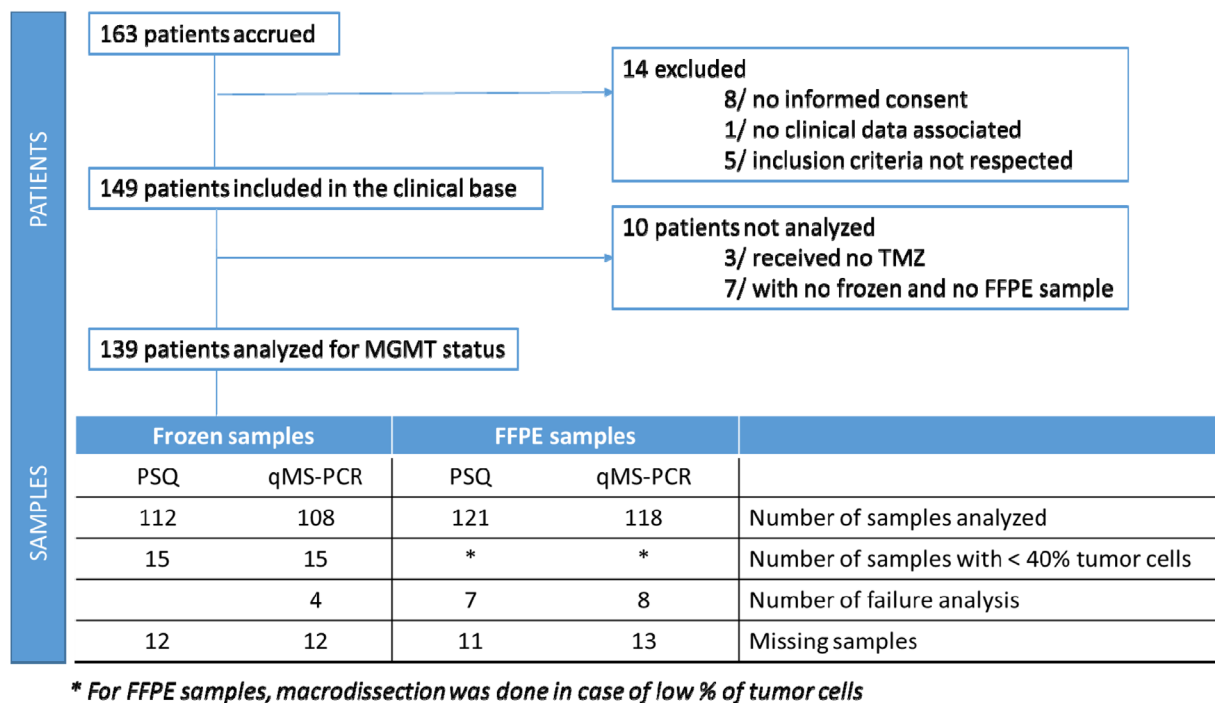 PATIENTS
163 patients accrued
14 excluded
8/ no informed consent
1/ no clinical data associated
5/ inclusion criteria not respected
149 patients included in the clinical base
10 patients not analyzed
3/ received no TMZ
7/ with no frozen and no FFPE sample
139 patients analyzed for MGMT status
SAMPLES
Frozen samples FFPE samples
PSQ qMS-PCR PSQ qMS-PCR
112 108 121 118 Number of samples analyzed
15 15 * * Number of samples with < 40% tumor cells
4 7 8 Number of failure analysis
12 12 11 13 Missing samples
* For FFPE samples, macrodissection was done in case of low % of tumor cells